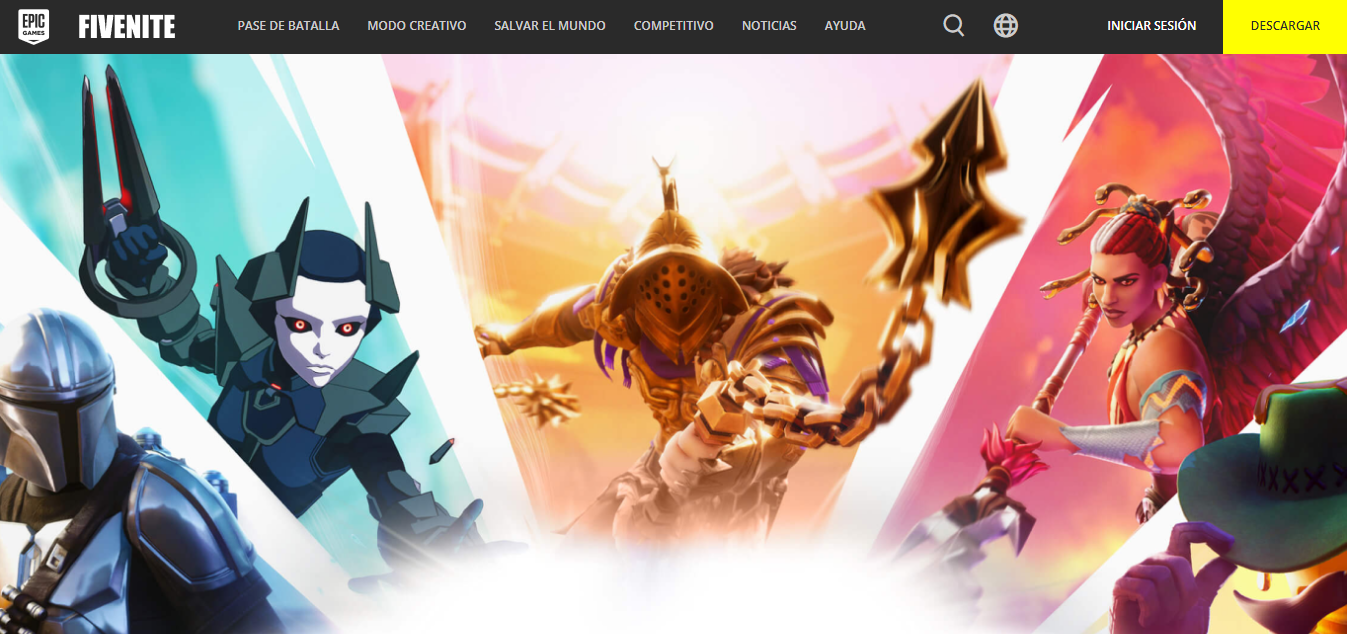 EPIC
GAMES
FIVENITE
PASE DE BATALLA
MODO CREATIVO
SALVAR EL MUNDO
COMPETITIVO
NOTICIAS
AYUDA
INICIAR SESIÓN
DESCARGAR